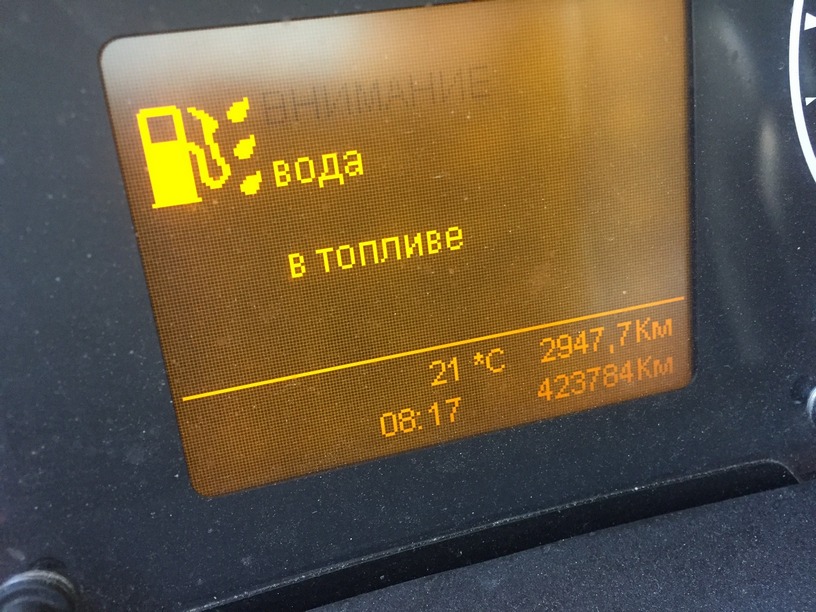 ВНИМАНИЕ
вода
в топливе
21 °C 2947,7Км
08:17 423784Км